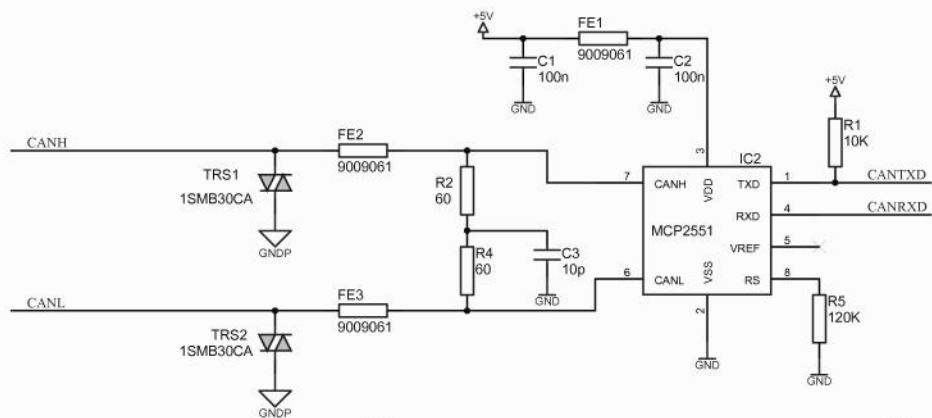 +5V
FE1
9009061
C1
100n
C2
100n
GND
GND
+5V
R1
10K
CANH
FE2
9009061
TRS1
1SMB30CA
GNDP
R2
60
R4
60
C3
10p
GND
IC2
3
VDD
7
CANH
TXD
1
CANTXD
RXD
4
CANRXD
MCP2551
VREF
5
6
CANL
VSS
RS
8
2
GND
R5
120K
GND
CANL
FE3
9009061
TRS2
1SMB30CA
GNDP